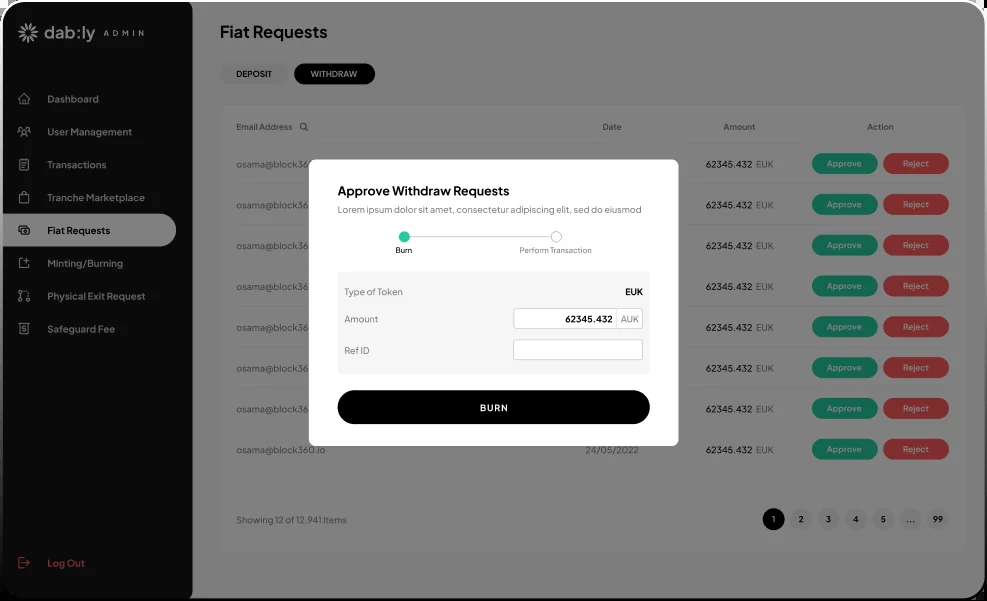 dab:ly ADMIN
Dashboard
User Management
Transactions
Tranche Marketplace
Fiat Requests
Minting/Burning
Physical Exit Request
Safeguard Fee
Log Out
Fiat Requests
DEPOSIT WITHDRAW
Email Address Date Amount Action
osama@block360 62345.432 EUK Approve Reject
osama@block36 62345.432 EUK Approve Reject
osama@block36 62345.432 EUK Approve Reject
osama@block36 62345.432 EUK Approve Reject
osama@block36 62345.432 EUK Approve Reject
osama@block36 62345.432 EUK Approve Reject
osama@block36 62345.432 EUK Approve Reject
osama@block360.io 24/05/2022 62345.432 EUK Approve Reject
Showing 12 of 12.941 Items
1 2 3 4 5 ... 99
Approve Withdraw Requests
Lorem ipsum dolor sit amet, consectetur adipiscing elit, sed do eiusmod
Burn Perform Transaction
Type of Token EUK
Amount 62345.432 AUK
Ref ID
BURN